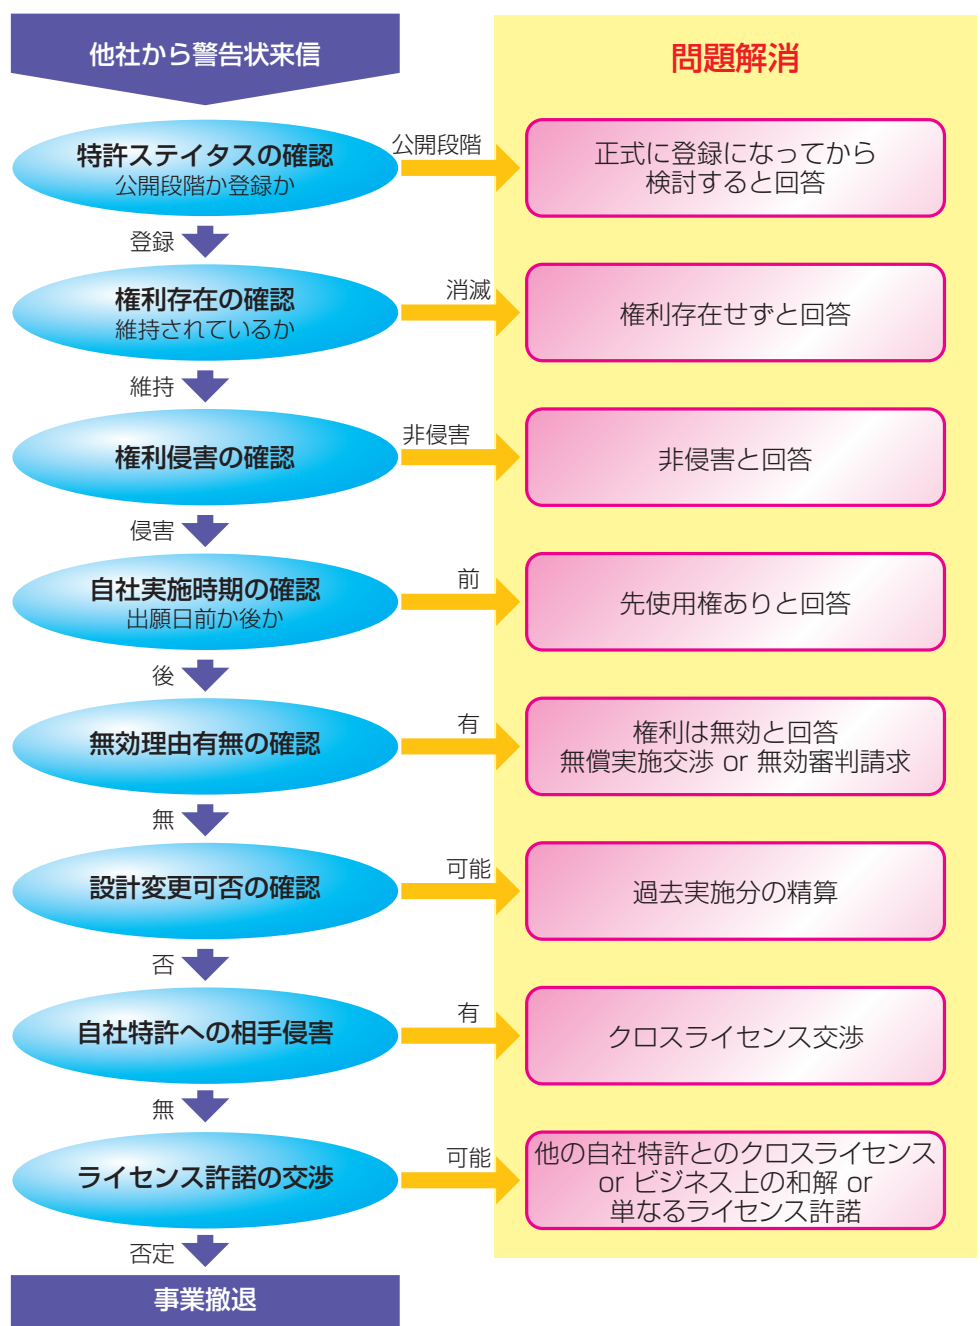 他社から警告状来信
問題解消
特許ステイタスの確認
公開段階か登録か
公開段階
正式に登録になってから
検討すると回答
登録
権利存在の確認
維持されているか
消滅
権利存在せずと回答
維持
権利侵害の確認
非侵害
非侵害と回答
侵害
自社実施時期の確認
出願日前か後か
前
先使用権ありと回答
後
無効理由有無の確認
有
権利は無効と回答
無償実施交渉 or 無効審判請求
無
設計変更可否の確認
可能
過去実施分の精算
否
自社特許への相手侵害
有
クロスライセンス交渉
無
ライセンス許諾の交渉
可能
他の自社特許とのクロスライセンス
or ビジネス上の和解 or
単なるライセンス許諾
否定
事業撤退